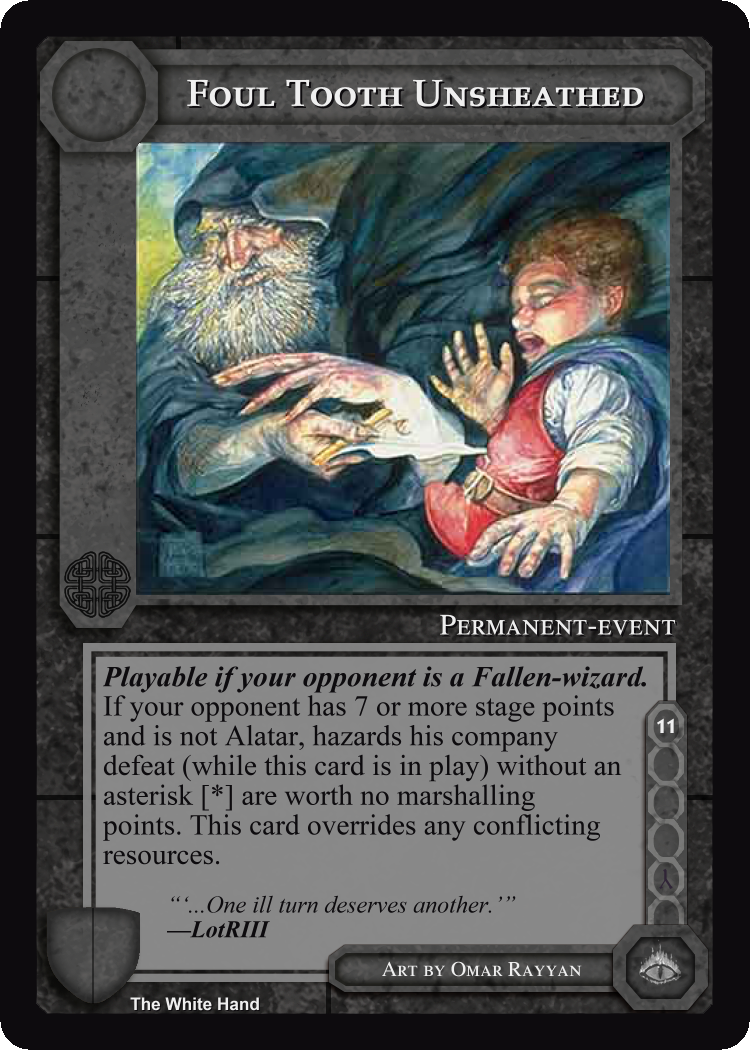 Foul Tooth Unsheathed
Permanent-event
Playable if your opponent is a Fallen-wizard.
If your opponent has 7 or more stage points
and is not Alatar, hazards his company
defeat (while this card is in play) without an
asterisk [*] are worth no marshalling
points. This card overrides any conflicting
resources.
11
“‘...One ill turn deserves another.’”
—LotRIII
Art by Omar Rayyan
The White Hand